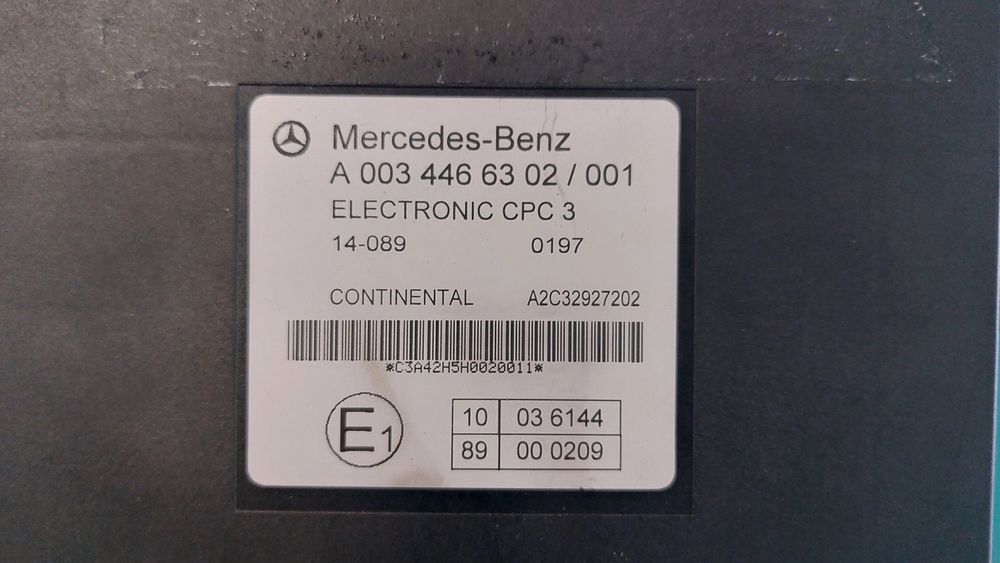 Mercedes-Benz
A 003 446 63 02 / 001
ELECTRONIC CPC 3
14-089 0197
CONTINENTAL A2C32927202
*C3A42H5H0020011*
E1
10 03 6144
89 00 0209